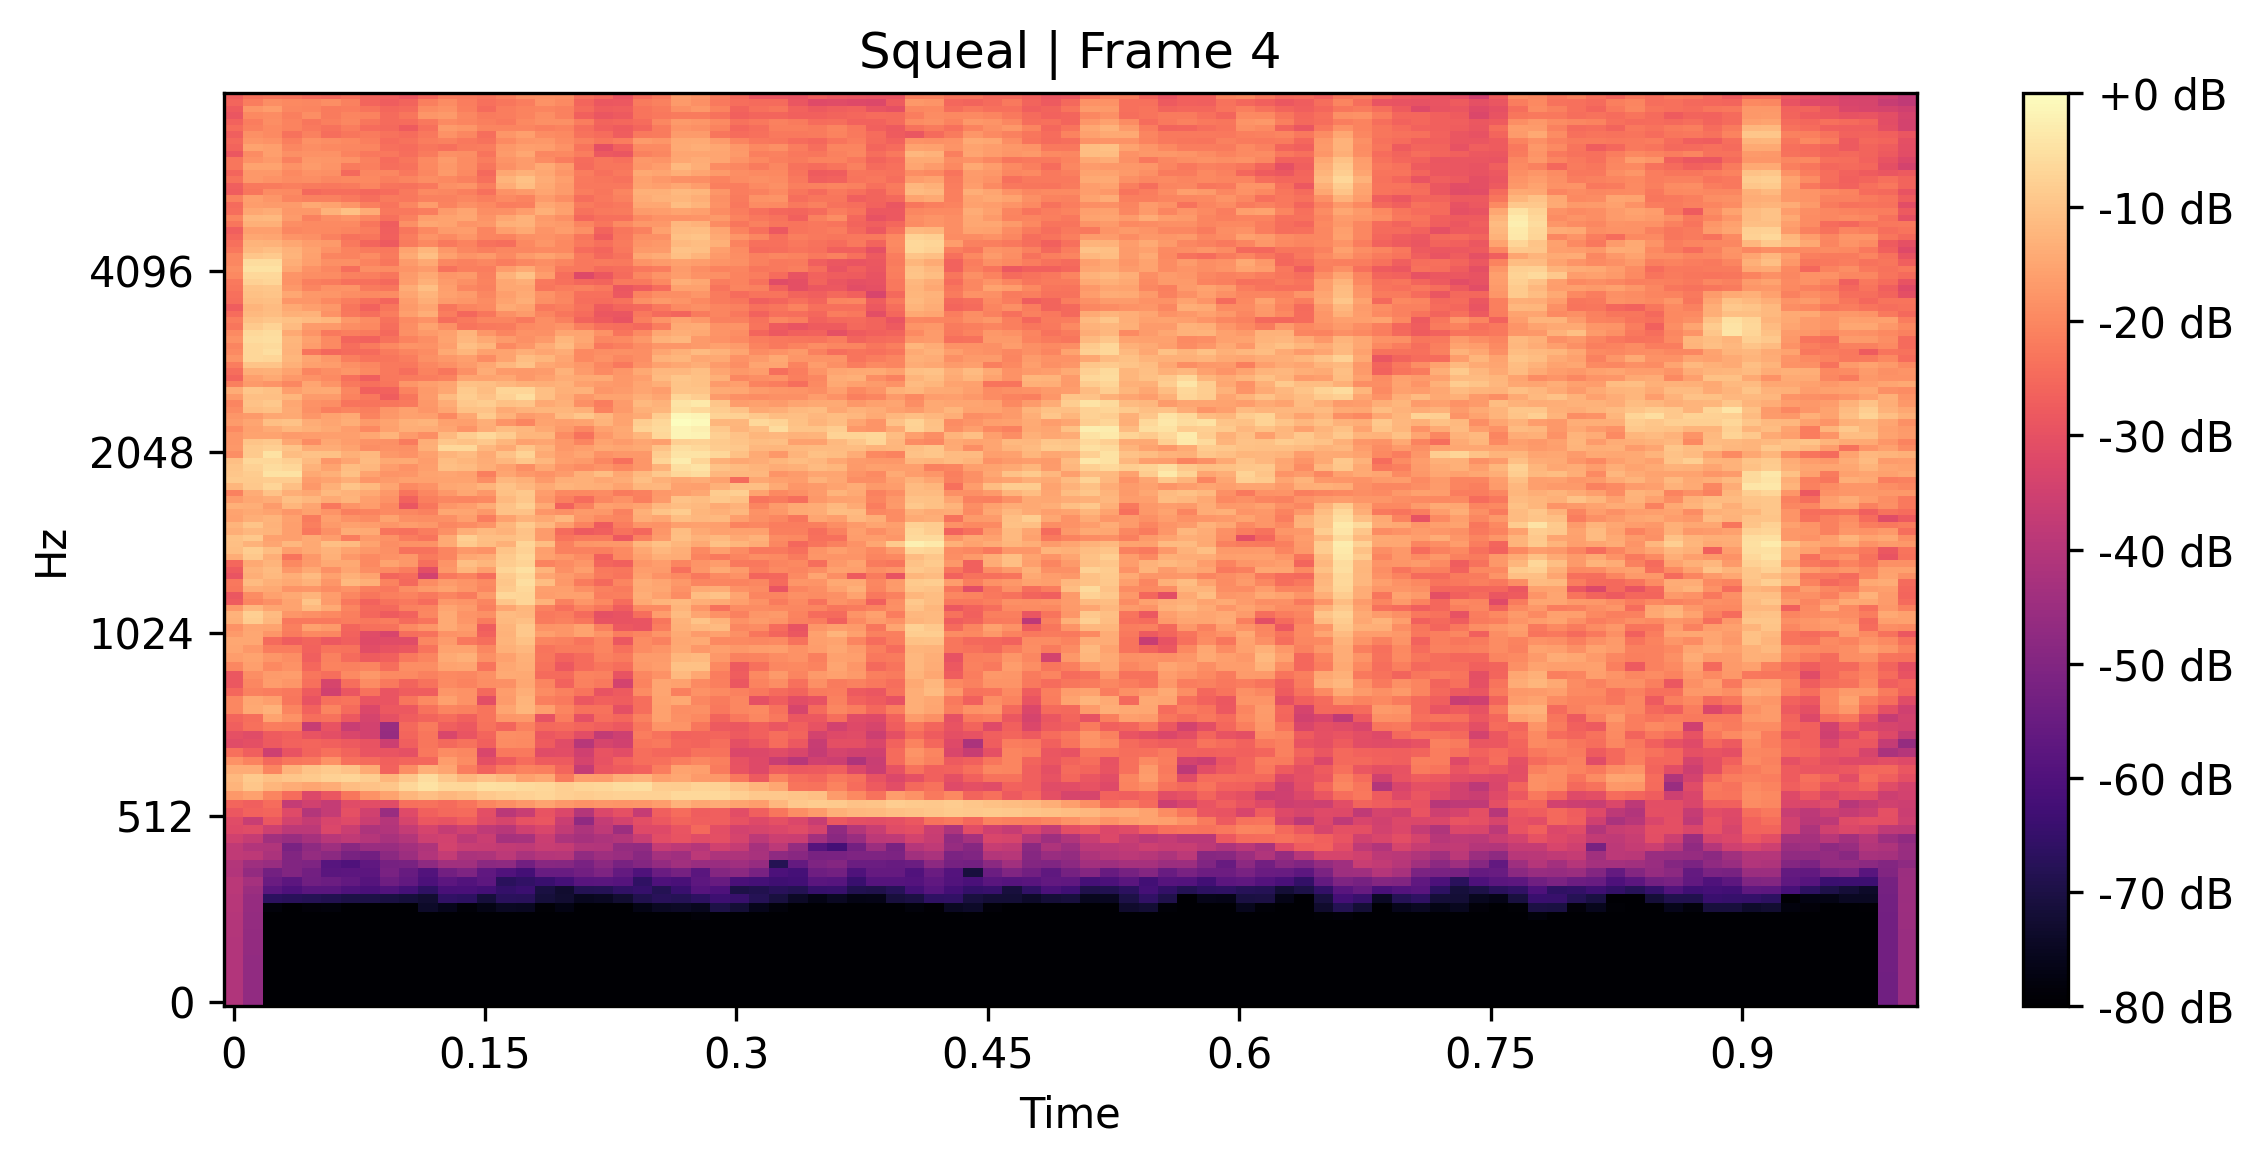 Squeal | Frame 4
Hz
4096
2048
1024
512
0
0 0.15 0.3 0.45 0.6 0.75 0.9
Time
+0 dB
-10 dB
-20 dB
-30 dB
-40 dB
-50 dB
-60 dB
-70 dB
-80 dB